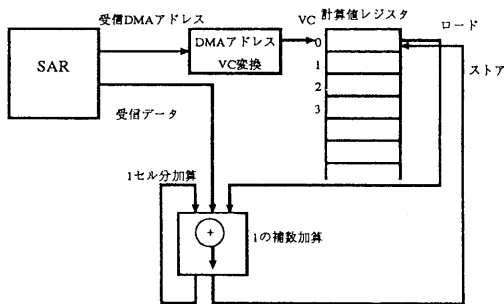 受信DMAアドレス
VC
計算値レジスタ
ロード
SAR
DMAアドレス
VC変換
0
1
2
3
ストア
受信データ
1セル分加算
+
1の補数加算